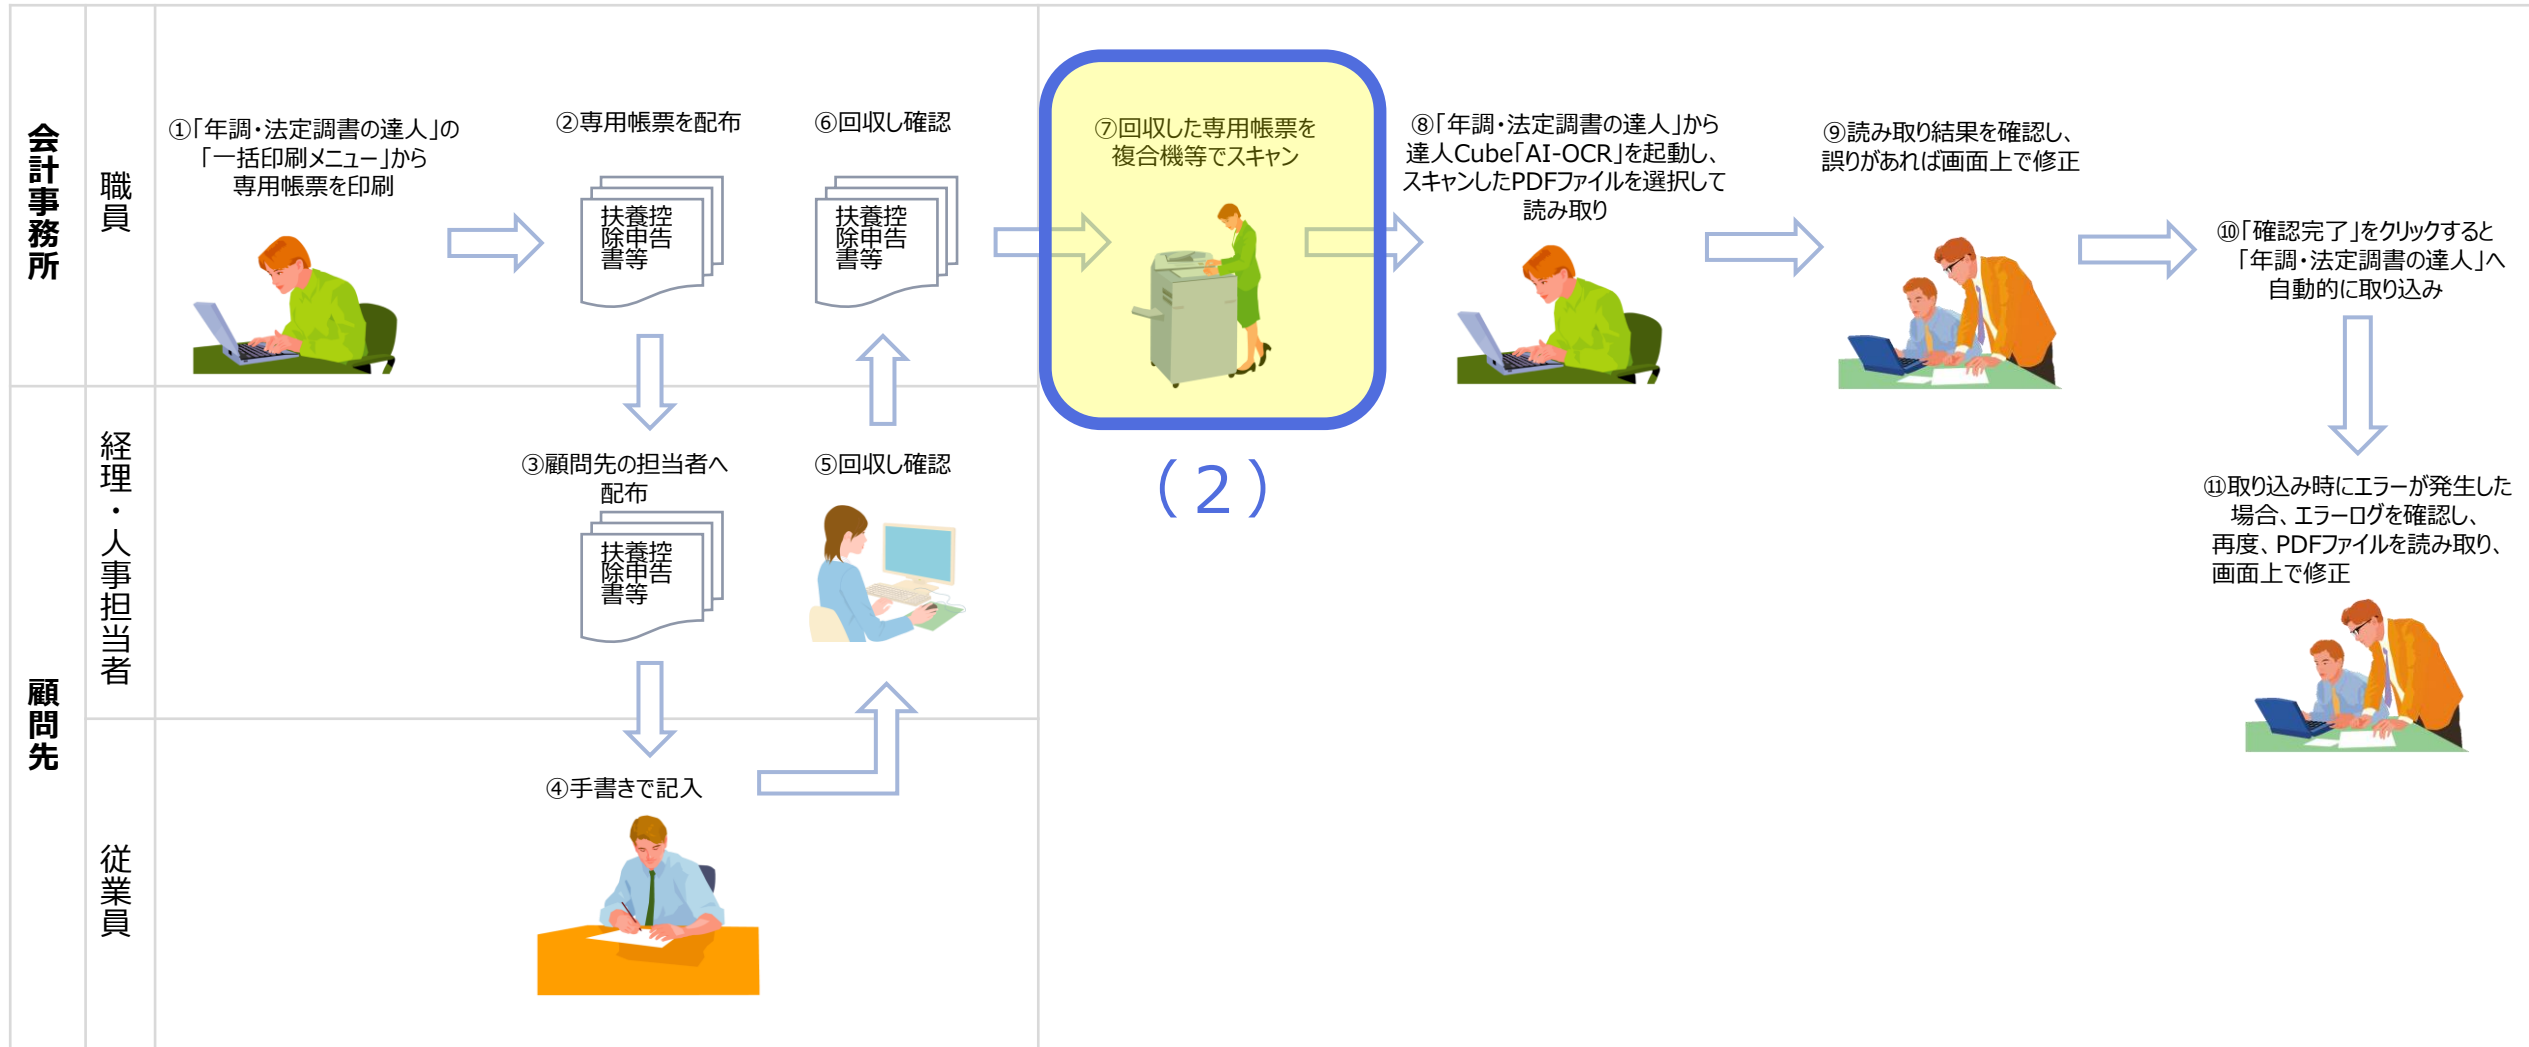 会計事務所
職員
①「年調・法定調書の達人」の
「一括印刷メニュー」から
専用帳票を印刷
②専用帳票を配布
扶養控
除申告
書等
⑥回収し確認
扶養控
除申告
書等
⑦回収した専用帳票を
複合機等でスキャン
(2)
⑧「年調・法定調書の達人」から
達人Cube「AI-OCR」を起動し、
スキャンしたPDFファイルを選択して
読み取り
⑨読み取り結果を確認し、
誤りがあれば画面上で修正
⑩「確認完了」をクリックすると
「年調・法定調書の達人」へ
自動的に取り込み
⑪取り込み時にエラーが発生した
場合、エラーログを確認し、
再度、PDFファイルを読み取り、
画面上で修正
顧問先
経理・人事担当者
③顧問先の担当者へ
配布
扶養控
除申告
書等
⑤回収し確認
従業員
④手書きで記入